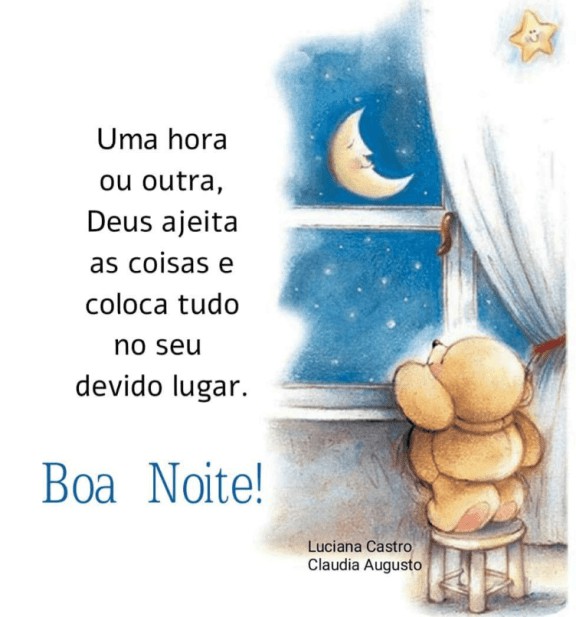 Uma hora
ou outra,
Deus ajeita
as coisas e
coloca tudo
no seu
devido lugar.
Boa Noite!
Luciana Castro
Claudia Augusto